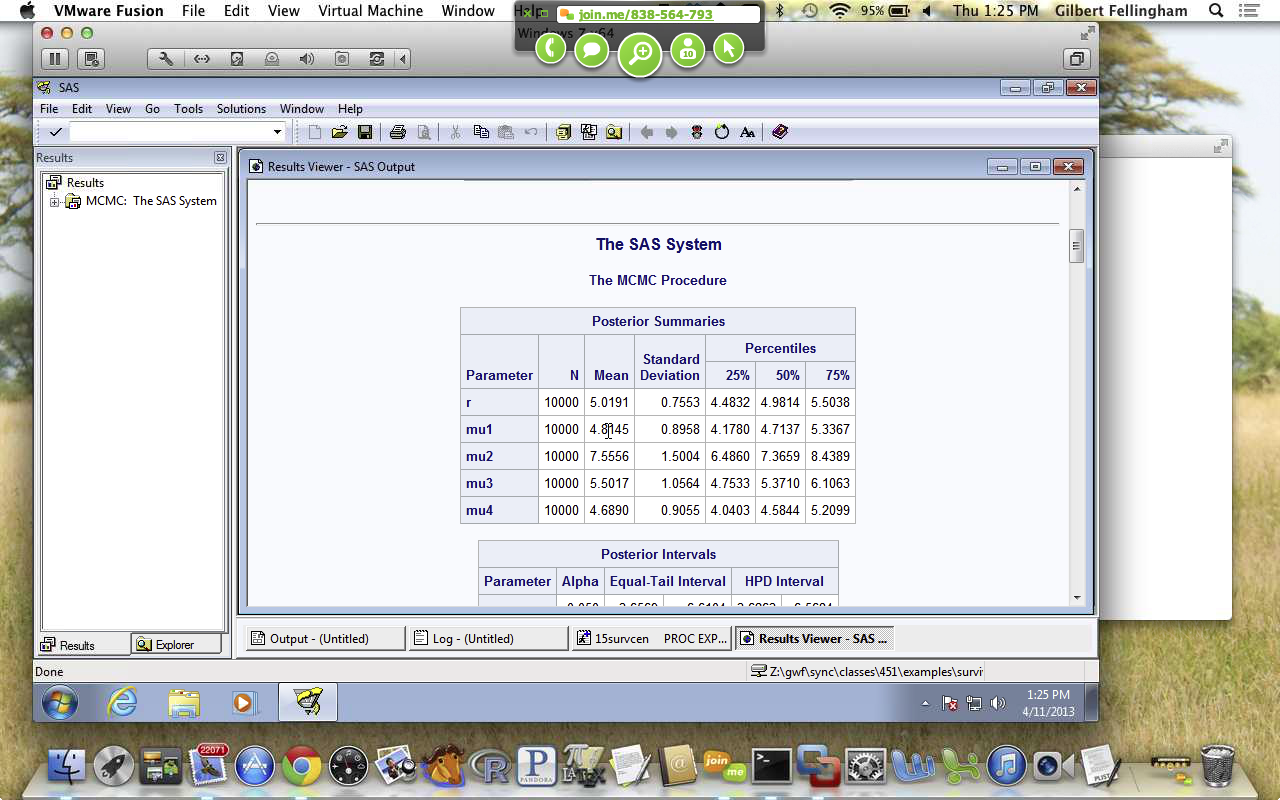 VMware Fusion File Edit View Virtual Machine Window Help 95% Thu 1:25 PM Gilbert Fellingham
join.me/838-564-793
Windows 7 x64
10
SAS
File Edit View Go Tools Solutions Window Help
Results
Results Viewer - SAS Output
Results
MCMC: The SAS System
The SAS System
The MCMC Procedure
Posterior Summaries
Parameter N Mean Standard Deviation Percentiles
25% 50% 75%
r 10000 5.0191 0.7553 4.4832 4.9814 5.5038
mu1 10000 4.8145 0.8958 4.1780 4.7137 5.3367
mu2 10000 7.5556 1.5004 6.4860 7.3659 8.4389
mu3 10000 5.5017 1.0564 4.7533 5.3710 6.1063
mu4 10000 4.6890 0.9055 4.0403 4.5844 5.2099
Posterior Intervals
Parameter Alpha Equal-Tail Interval HPD Interval
Results Explorer
Output - (Untitled) Log - (Untitled) 15survcen PROC EXP... Results Viewer - SAS ...
Done Z:\gwf\sync\classes\451\examples\survi
1:25 PM
4/11/2013
22071
PANDORA
join me
PLIST